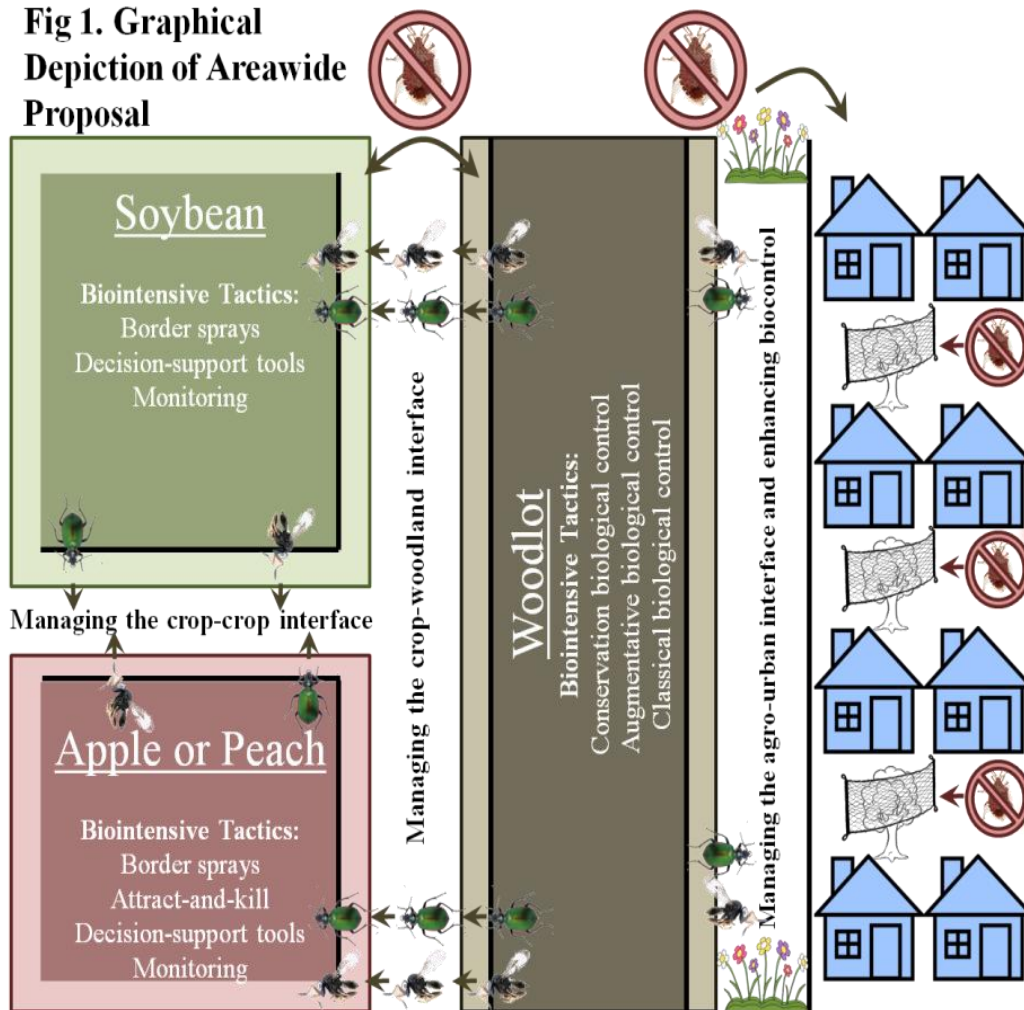 Fig 1. Graphical
Depiction of Areawide
Proposal
Soybean
Biointensive Tactics:
Border sprays
Decision-support tools
Monitoring
Managing the crop-crop interface
Apple or Peach
Biointensive Tactics:
Border sprays
Attract-and-kill
Decision-support tools
Monitoring
Managing the crop-woodland interface
Woodlot
Biointensive Tactics:
Conservation biological control
Augmentative biological control
Classical biological control
Managing the agro-urban interface and enhancing biocontrol